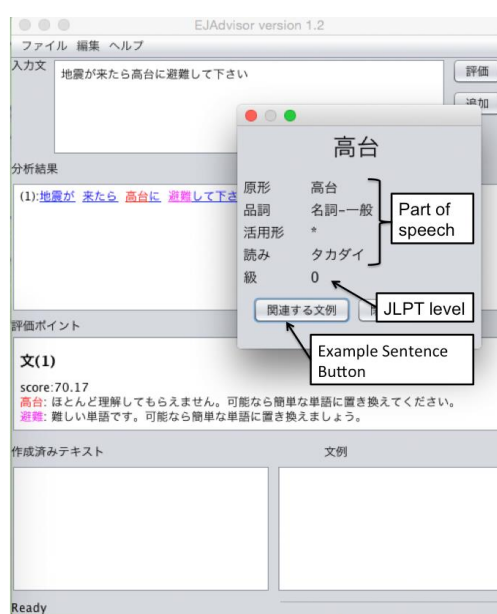 EJAdvisor version 1.2
ファイル 編集 ヘルプ
入力文
地震が来たら高台に避難して下さい
評価
追加
高台
分析結果
原形 高台
品詞 名詞-一般
活用形 *
読み タカダイ
級 0
Part of
speech
(1):地震が 来たら 高台に 避難して下さ
関連する文例
JLPT level
評価ポイント
Example Sentence
Button
文(1)
score:70.17
高台: ほとんど理解してもらえません。可能なら簡単な単語に置き換えてください。
避難: 難しい単語です。可能なら簡単な単語に置き換えましょう。
作成済みテキスト
文例
Ready